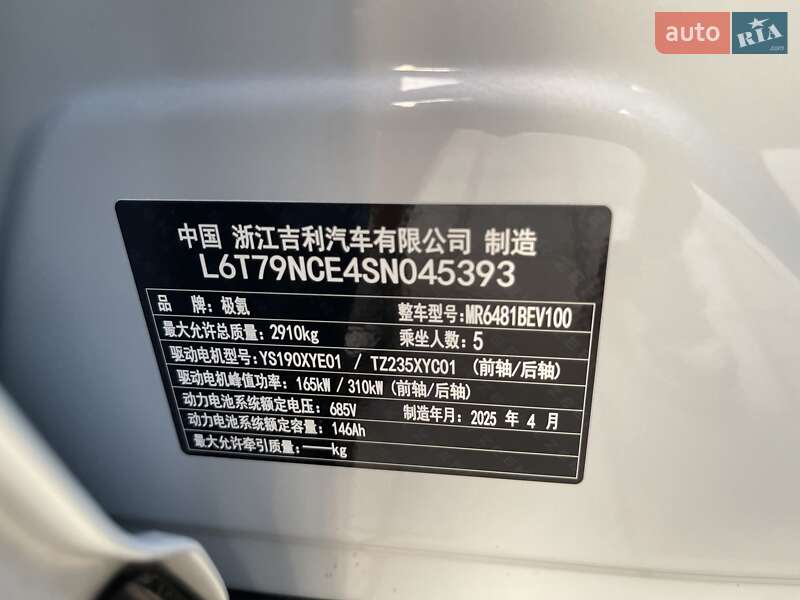 auto RIA.com
中国 浙江吉利汽车有限公司 制造
L6T79NCE4SN045393
品 牌：极氪 整车型号：MR6481BEV100
最大允许总质量：2910kg 乘坐人数：5
驱动电机型号：YS190XYE01 / TZ235XYC01 (前轴/后轴)
驱动电机峰值功率：165kW / 310kW (前轴/后轴)
动力电池系统额定电压：685V 制造年月：2025 年 4 月
动力电池系统额定容量：146Ah
最大允许牵引质量：——kg